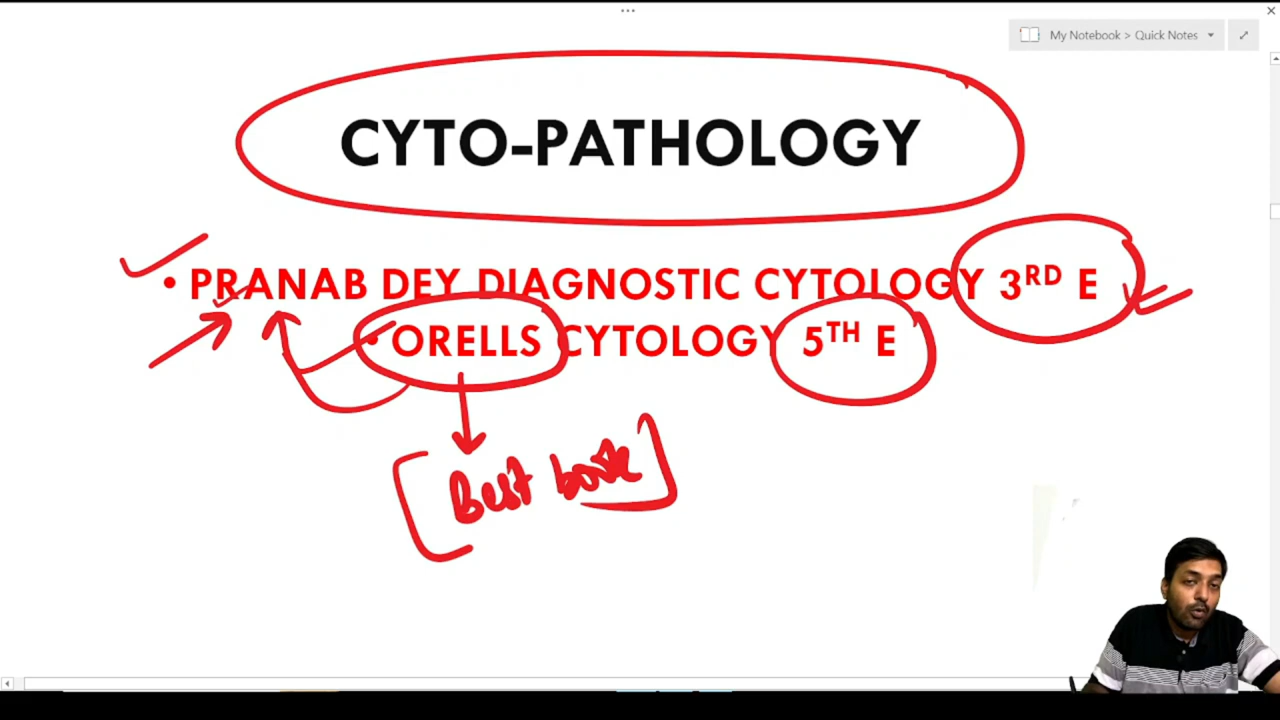 My Notebook > Quick Notes
CYTO-PATHOLOGY
• PRANAB DEY DIAGNOSTIC CYTOLOGY 3RD E
• ORELLS CYTOLOGY 5TH E
[Best book]